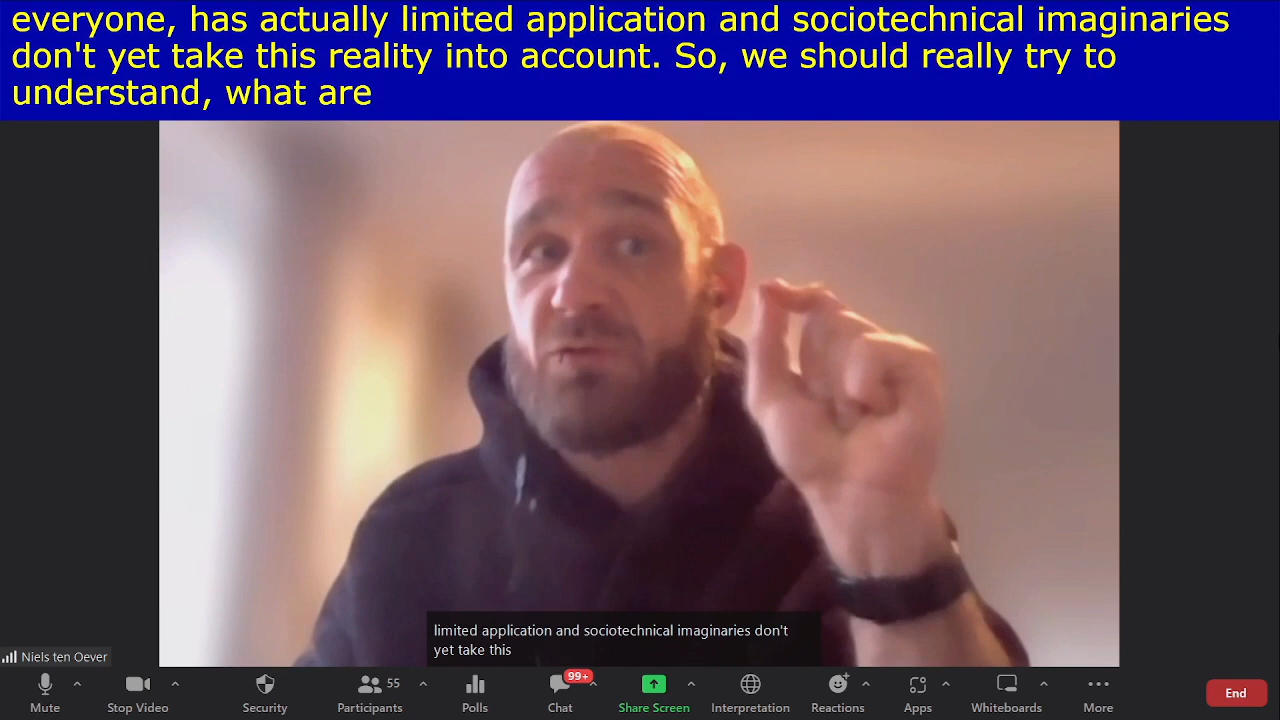 everyone, has actually limited application and sociotechnical imaginaries
don't yet take this reality into account. So, we should really try to
understand, what are
limited application and sociotechnical imaginaries don't
yet take this
Niels ten Oever
99+
55
Mute
Stop Video
Security
Participants
Polls
Chat
Share Screen
Interpretation
Reactions
Apps
Whiteboards
More
End